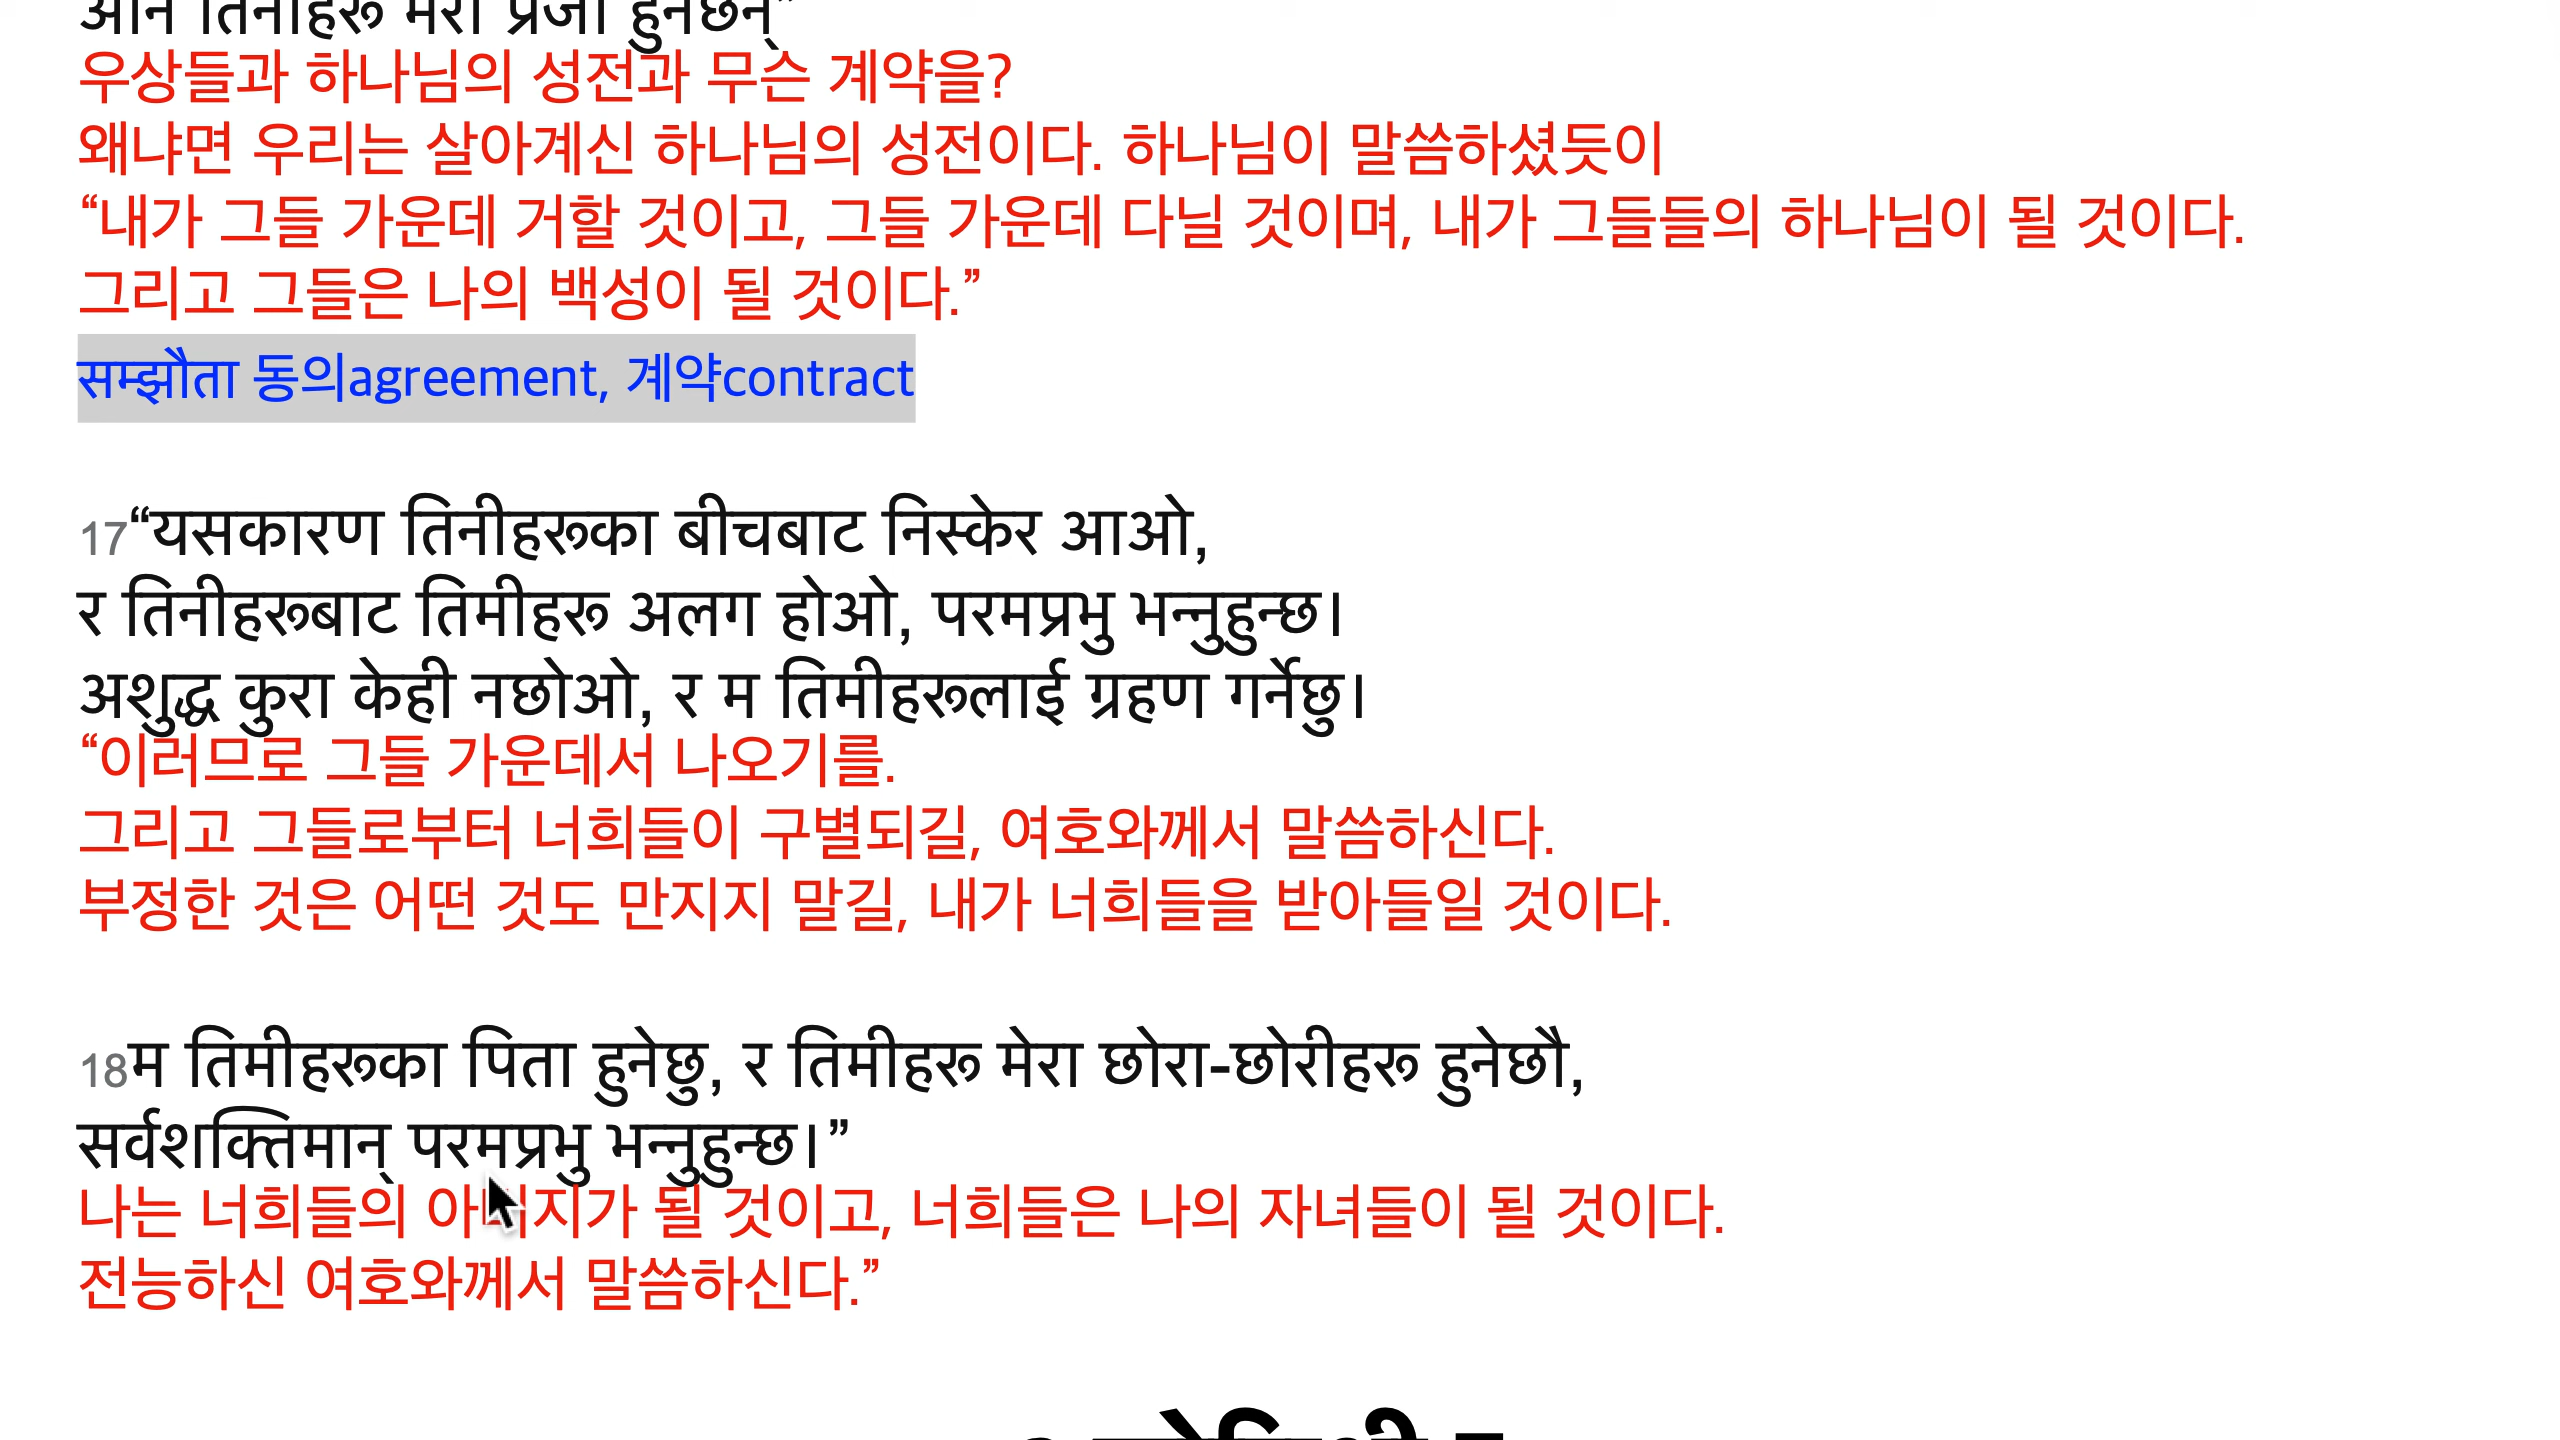 अनि तिनीहरू मेरा प्रजा हुनेछन्”
우상들과 하나님의 성전과 무슨 계약을?
왜냐면 우리는 살아계신 하나님의 성전이다. 하나님이 말씀하셨듯이
“내가 그들 가운데 거할 것이고, 그들 가운데 다닐 것이며, 내가 그들들의 하나님이 될 것이다.
그리고 그들은 나의 백성이 될 것이다.”
सम्झौता 동의agreement, 계약contract
17“यसकारण तिनीहरूका बीचबाट निस्केर आओ,
र तिनीहरूबाट तिमीहरू अलग होओ, परमप्रभु भन्नुहुन्छ।
अशुद्ध कुरा केही नछोओ, र म तिमीहरूलाई ग्रहण गर्नेछु।
“이러므로 그들 가운데서 나오기를.
그리고 그들로부터 너희들이 구별되길, 여호와께서 말씀하신다.
부정한 것은 어떤 것도 만지지 말길, 내가 너희들을 받아들일 것이다.
18म तिमीहरूका पिता हुनेछु, र तिमीहरू मेरा छोरा-छोरीहरू हुनेछौ,
सर्वशक्तिमान् परमप्रभु भन्नुहुन्छ।”
나는 너희들의 아버지가 될 것이고, 너희들은 나의 자녀들이 될 것이다.
전능하신 여호와께서 말씀하신다.”